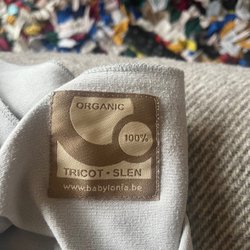 ORGANIC
100%
TRICOT • SLEN
www.babylonia.be